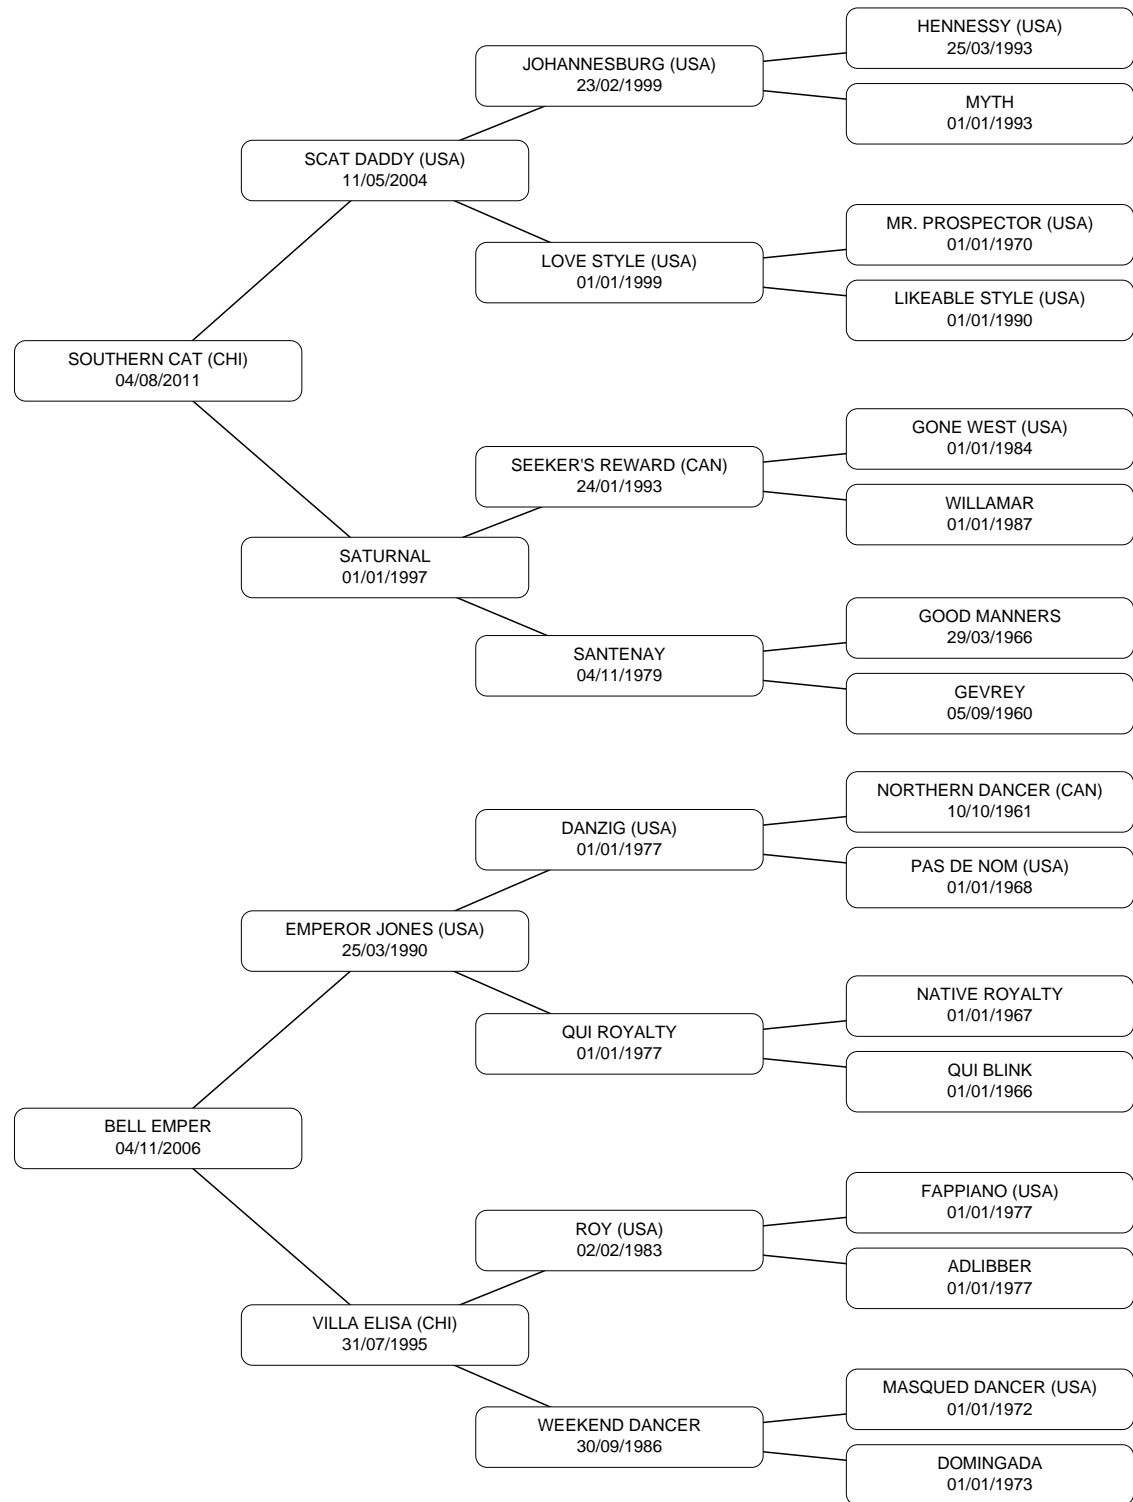 HENNESSY (USA)
25/03/1993
JOHANNESBURG (USA)
23/02/1999
MYTH
01/01/1993
SCAT DADDY (USA)
11/05/2004
MR. PROSPECTOR (USA)
01/01/1970
LOVE STYLE (USA)
01/01/1999
LIKEABLE STYLE (USA)
01/01/1990
SOUTHERN CAT (CHI)
04/08/2011
GONE WEST (USA)
01/01/1984
SEEKER'S REWARD (CAN)
24/01/1993
WILLAMAR
01/01/1987
SATURNAL
01/01/1997
GOOD MANNERS
29/03/1966
SANTENAY
04/11/1979
GEVREY
05/09/1960
NORTHERN DANCER (CAN)
10/10/1961
DANZIG (USA)
01/01/1977
PAS DE NOM (USA)
01/01/1968
EMPEROR JONES (USA)
25/03/1990
NATIVE ROYALTY
01/01/1967
QUI ROYALTY
01/01/1977
QUI BLINK
01/01/1966
BELL EMPER
04/11/2006
FAPPIANO (USA)
01/01/1977
ROY (USA)
02/02/1983
ADLIBBER
01/01/1977
VILLA ELISA (CHI)
31/07/1995
MASQUED DANCER (USA)
01/01/1972
WEEKEND DANCER
30/09/1986
DOMINGADA
01/01/1973